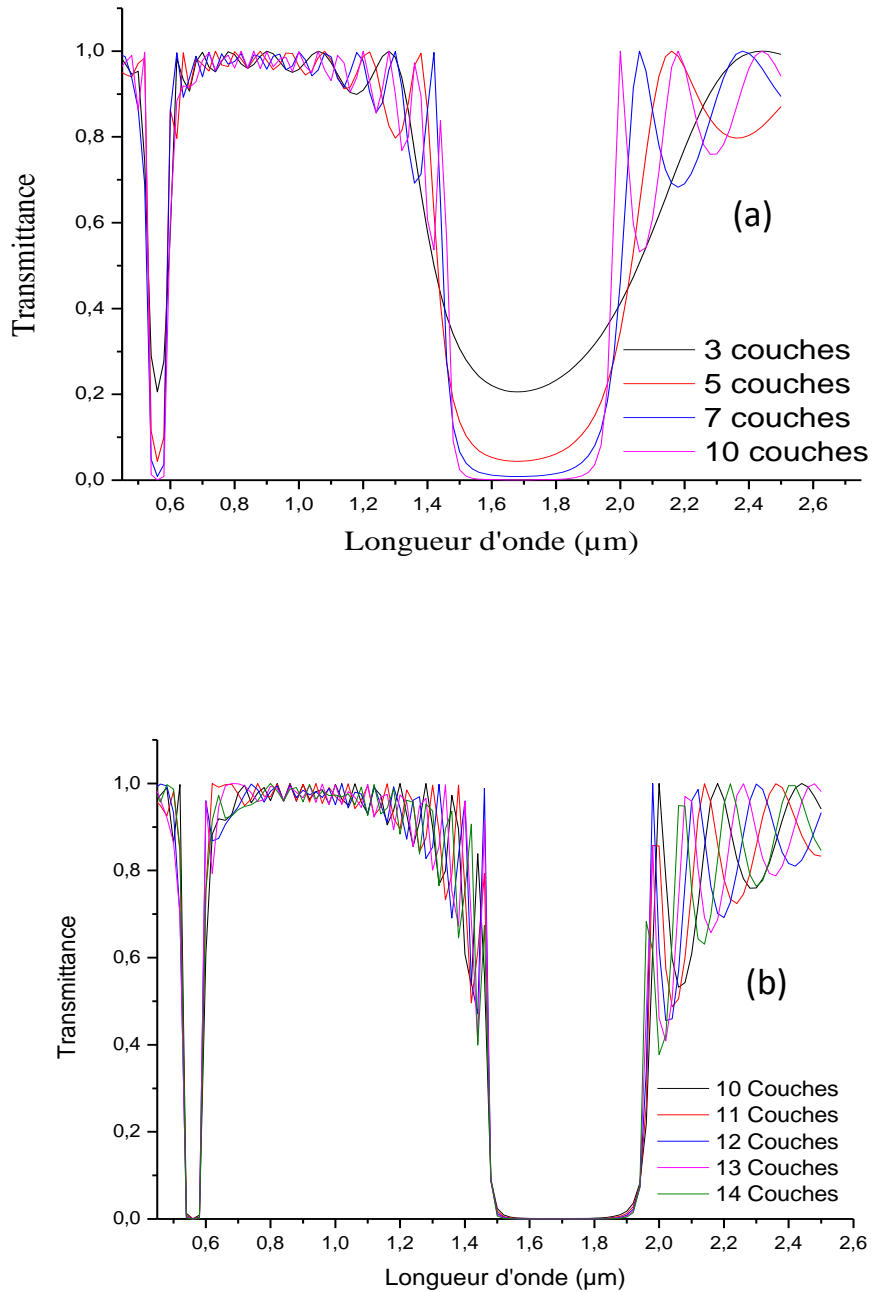 1,0
0,8
0,6
0,4
0,2
0,0
Transmittance
(a)
3 couches
5 couches
7 couches
10 couches
0,6 0,8 1,0 1,2 1,4 1,6 1,8 2,0 2,2 2,4 2,6
Longueur d'onde (µm)
1,0
0,8
0,6
0,4
0,2
0,0
Transmittance
(b)
10 Couches
11 Couches
12 Couches
13 Couches
14 Couches
0,6 0,8 1,0 1,2 1,4 1,6 1,8 2,0 2,2 2,4 2,6
Longueur d'onde (µm)